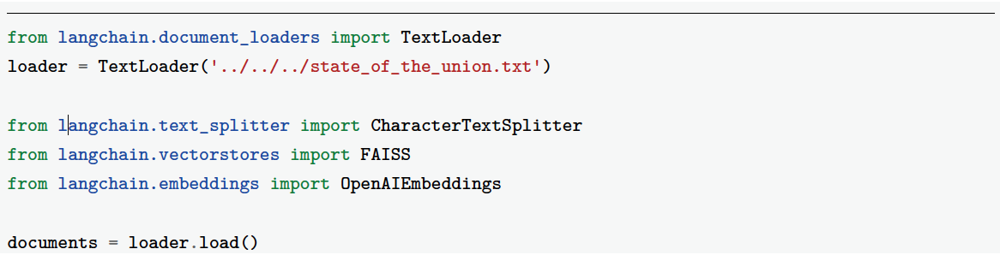 from langchain.document_loaders import TextLoader
loader = TextLoader('../../../state_of_the_union.txt')
from langchain.text_splitter import CharacterTextSplitter
from langchain.vectorstores import FAISS
from langchain.embeddings import OpenAIEmbeddings
documents = loader.load()